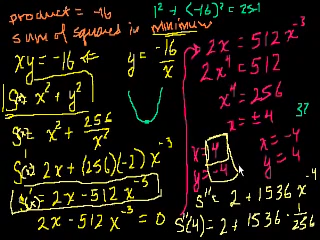 product = -16
1² + (-16)² = 257
sum of squared is minimum
xy = -16
y = -16/x
S(x) = x² + y²
S(x) = x² + 256/x²
S'(x) = 2x + (256)(-2) x⁻³
S'(x) = 2x - 512x⁻³
2x - 512x⁻³ = 0
2x = 512x⁻³
2x⁴ = 512
x⁴ = 256
x = ±4
32
x = 4
y = -4
x = -4
y = 4
S'' = 2 + 1536x⁻⁴
S''(4) = 2 + 1536 · 1/256